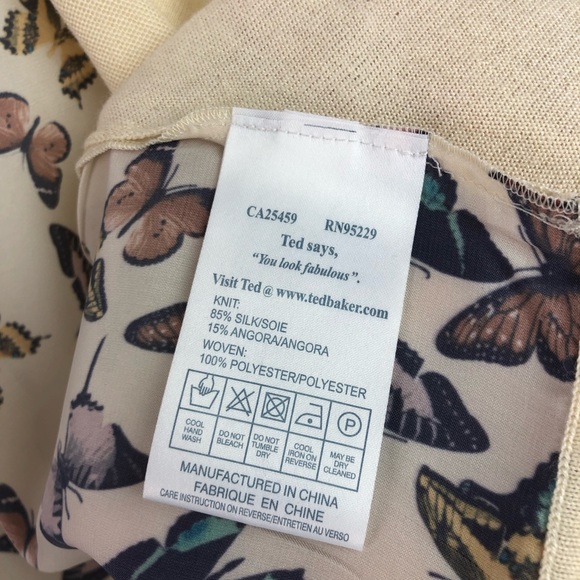 CA25459 RN95229
Ted says,
"You look fabulous".
Visit Ted @ www.tedbaker.com
KNIT:
85% SILK/SOIE
15% ANGORA/ANGORA
WOVEN:
100% POLYESTER/POLYESTER
P
COOL HAND WASH DO NOT BLEACH DO NOT TUMBLE DRY COOL IRON ON REVERSE MAY BE DRY CLEANED
MANUFACTURED IN CHINA
FABRIQUE EN CHINE
CARE INSTRUCTION ON REVERSE/ENTRETIEN AU VERSO